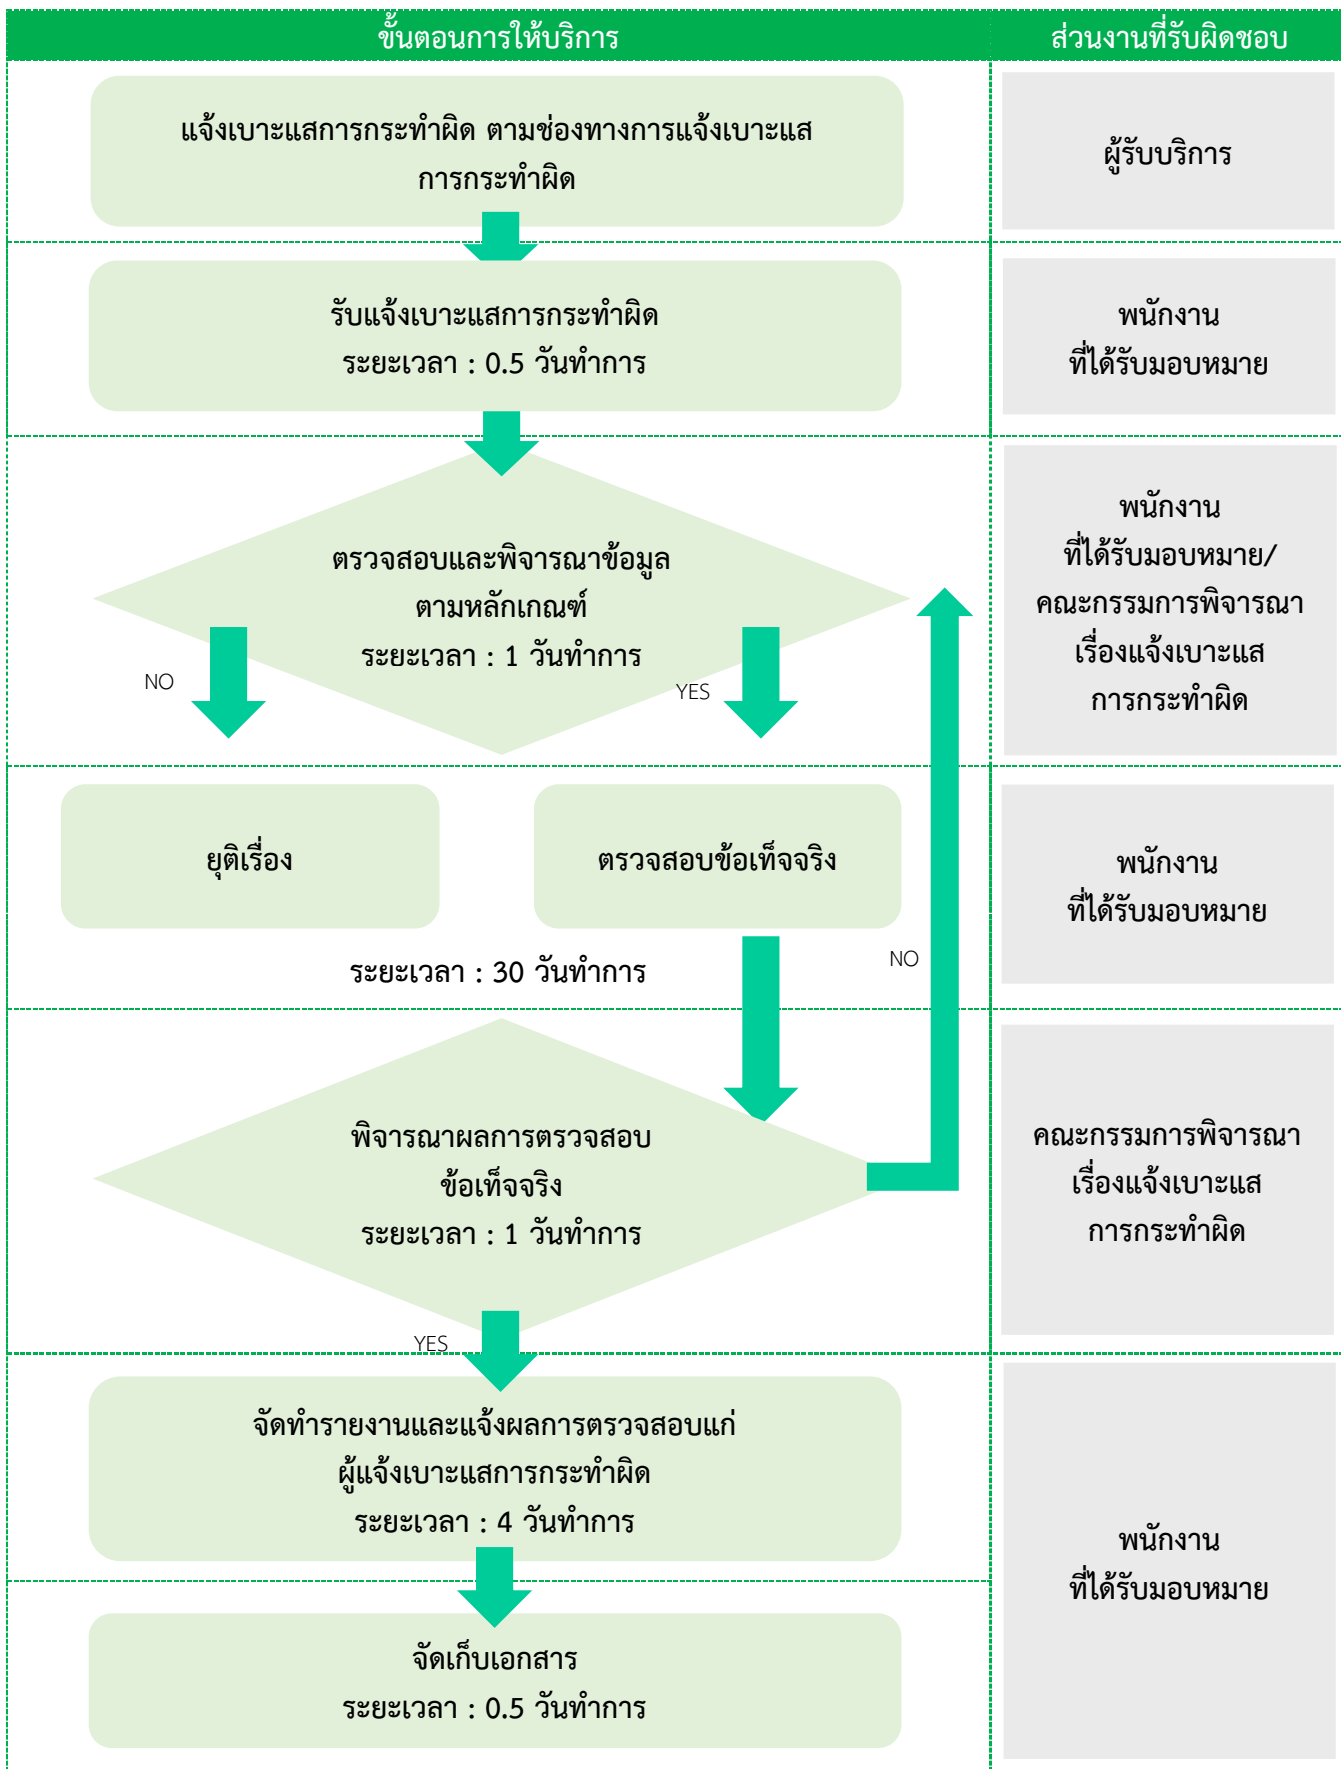 ขั้นตอนการให้บริการ
ส่วนงานที่รับผิดชอบ
แจ้งเบาะแสการกระทำผิด ตามช่องทางการแจ้งเบาะแส
การกระทำผิด
ผู้รับบริการ
รับแจ้งเบาะแสการกระทำผิด
ระยะเวลา : 0.5 วันทำการ
พนักงาน
ที่ได้รับมอบหมาย
ตรวจสอบและพิจารณาข้อมูล
ตามหลักเกณฑ์
ระยะเวลา : 1 วันทำการ
NO
YES
พนักงาน
ที่ได้รับมอบหมาย/
คณะกรรมการพิจารณา
เรื่องแจ้งเบาะแส
การกระทำผิด
ยุติเรื่อง
ตรวจสอบข้อเท็จจริง
ระยะเวลา : 30 วันทำการ
NO
พนักงาน
ที่ได้รับมอบหมาย
พิจารณาผลการตรวจสอบ
ข้อเท็จจริง
ระยะเวลา : 1 วันทำการ
YES
คณะกรรมการพิจารณา
เรื่องแจ้งเบาะแส
การกระทำผิด
จัดทำรายงานและแจ้งผลการตรวจสอบแก่
ผู้แจ้งเบาะแสการกระทำผิด
ระยะเวลา : 4 วันทำการ
พนักงาน
ที่ได้รับมอบหมาย
จัดเก็บเอกสาร
ระยะเวลา : 0.5 วันทำการ